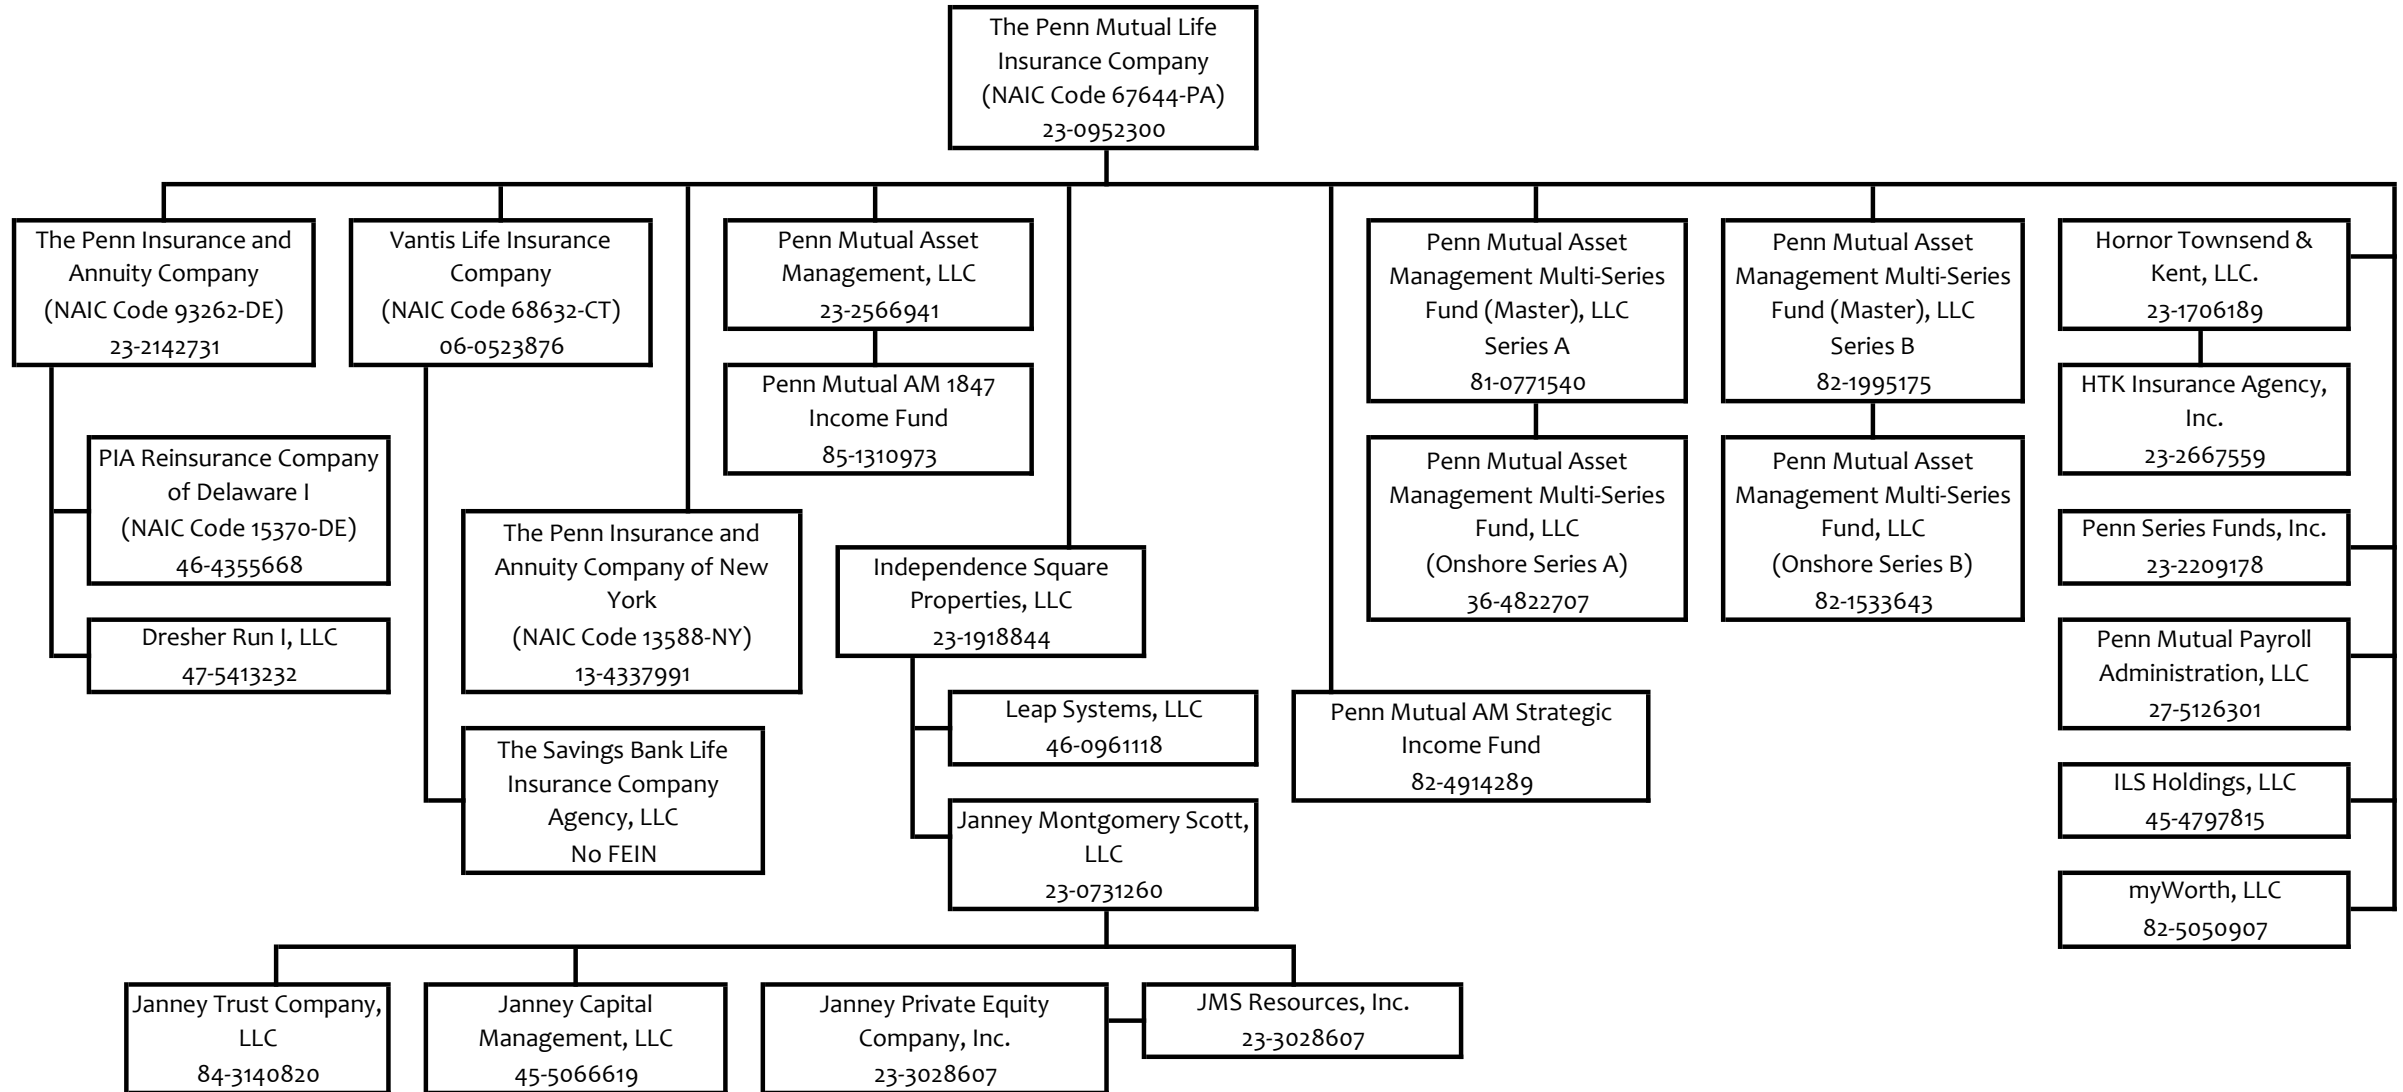 The Penn Mutual Life
Insurance Company
(NAIC Code 67644-PA)
23-0952300
The Penn Insurance and
Annuity Company
(NAIC Code 93262-DE)
23-2142731
PIA Reinsurance Company
of Delaware I
(NAIC Code 15370-DE)
46-4355668
Dresher Run I, LLC
47-5413232
Vantis Life Insurance
Company
(NAIC Code 68632-CT)
06-0523876
The Savings Bank Life
Insurance Company
Agency, LLC
No FEIN
The Penn Insurance and
Annuity Company of New
York
(NAIC Code 13588-NY)
13-4337991
Penn Mutual Asset
Management, LLC
23-2566941
Penn Mutual AM 1847
Income Fund
85-1310973
Independence Square
Properties, LLC
23-1918844
Leap Systems, LLC
46-0961118
Janney Montgomery Scott,
LLC
23-0731260
Janney Trust Company,
LLC
84-3140820
Janney Capital
Management, LLC
45-5066619
Janney Private Equity
Company, Inc.
23-3028607
JMS Resources, Inc.
23-3028607
Penn Mutual AM Strategic
Income Fund
82-4914289
Penn Mutual Asset
Management Multi-Series
Fund (Master), LLC
Series A
81-0771540
Penn Mutual Asset
Management Multi-Series
Fund, LLC
(Onshore Series A)
36-4822707
Penn Mutual Asset
Management Multi-Series
Fund (Master), LLC
Series B
82-1995175
Penn Mutual Asset
Management Multi-Series
Fund, LLC
(Onshore Series B)
82-1533643
Hornor Townsend &
Kent, LLC.
23-1706189
HTK Insurance Agency,
Inc.
23-2667559
Penn Series Funds, Inc.
23-2209178
Penn Mutual Payroll
Administration, LLC
27-5126301
ILS Holdings, LLC
45-4797815
myWorth, LLC
82-5050907